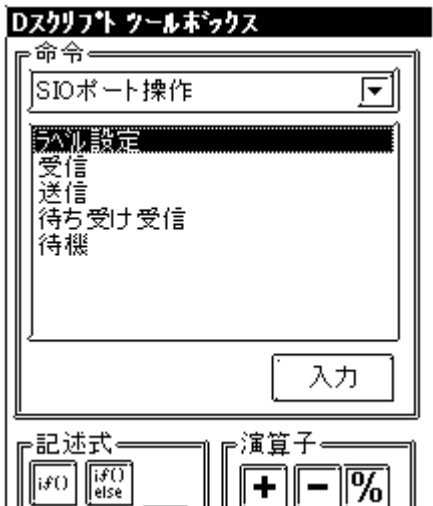 Dｽｸﾘﾌﾟﾄ ﾂｰﾙﾎﾞｯｸｽ
命令
SIOポート操作
ﾗﾍﾞﾙ設定
受信
送信
待ち受け受信
待機
入力
記述式
演算子
if()
if()
else
+
−
%